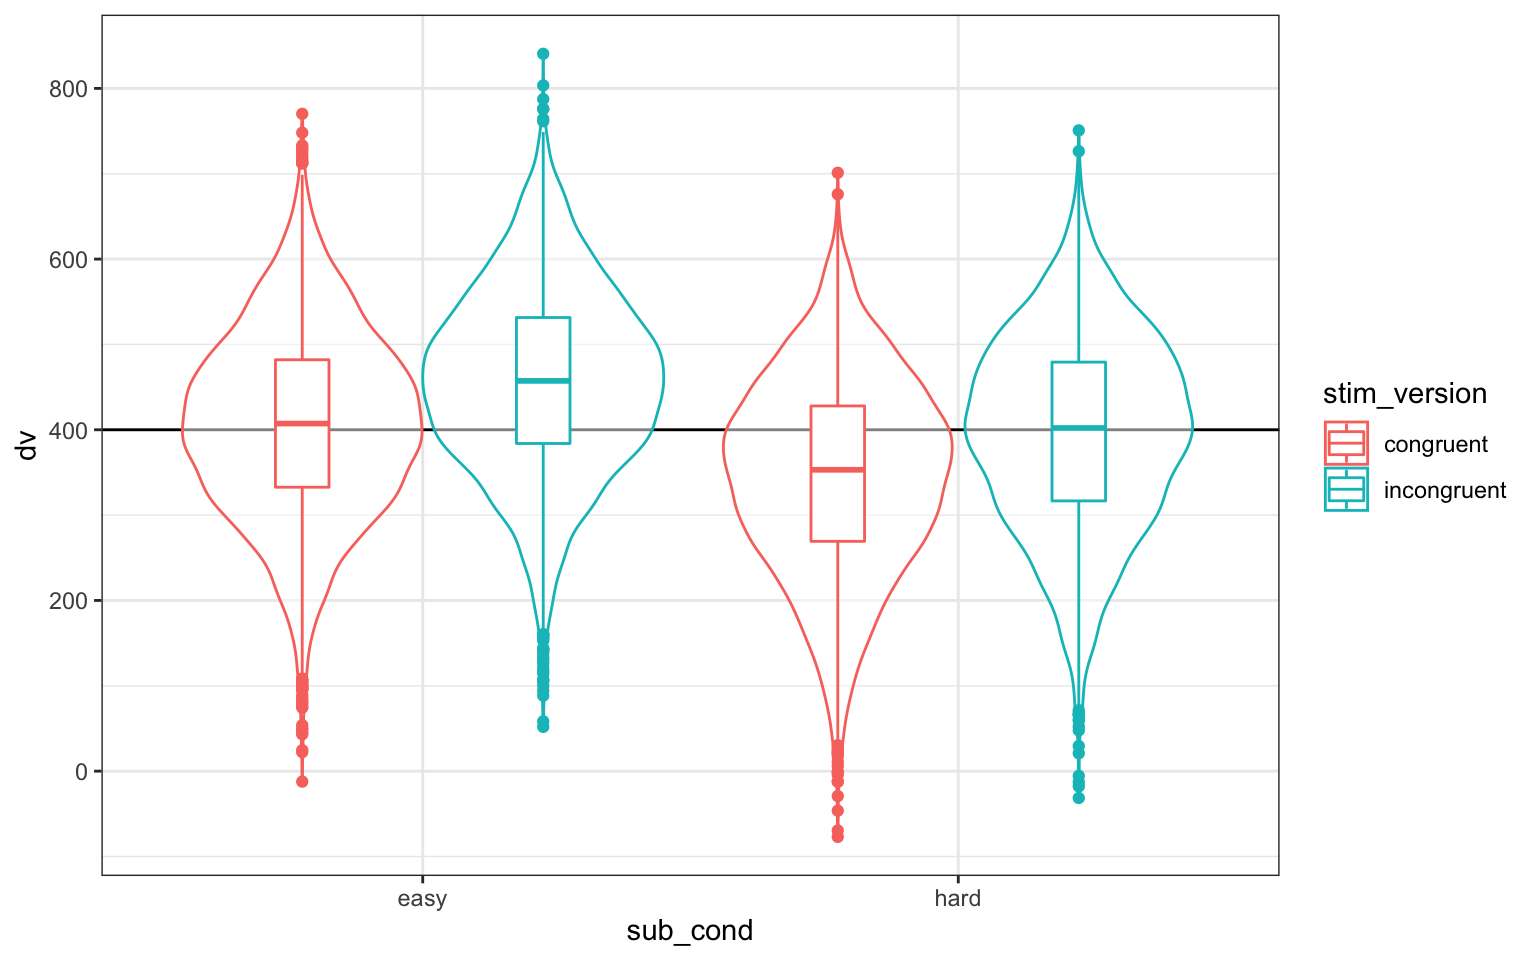 800
600
400
200
0
dv
easy
hard
sub_cond
stim_version
congruent
incongruent